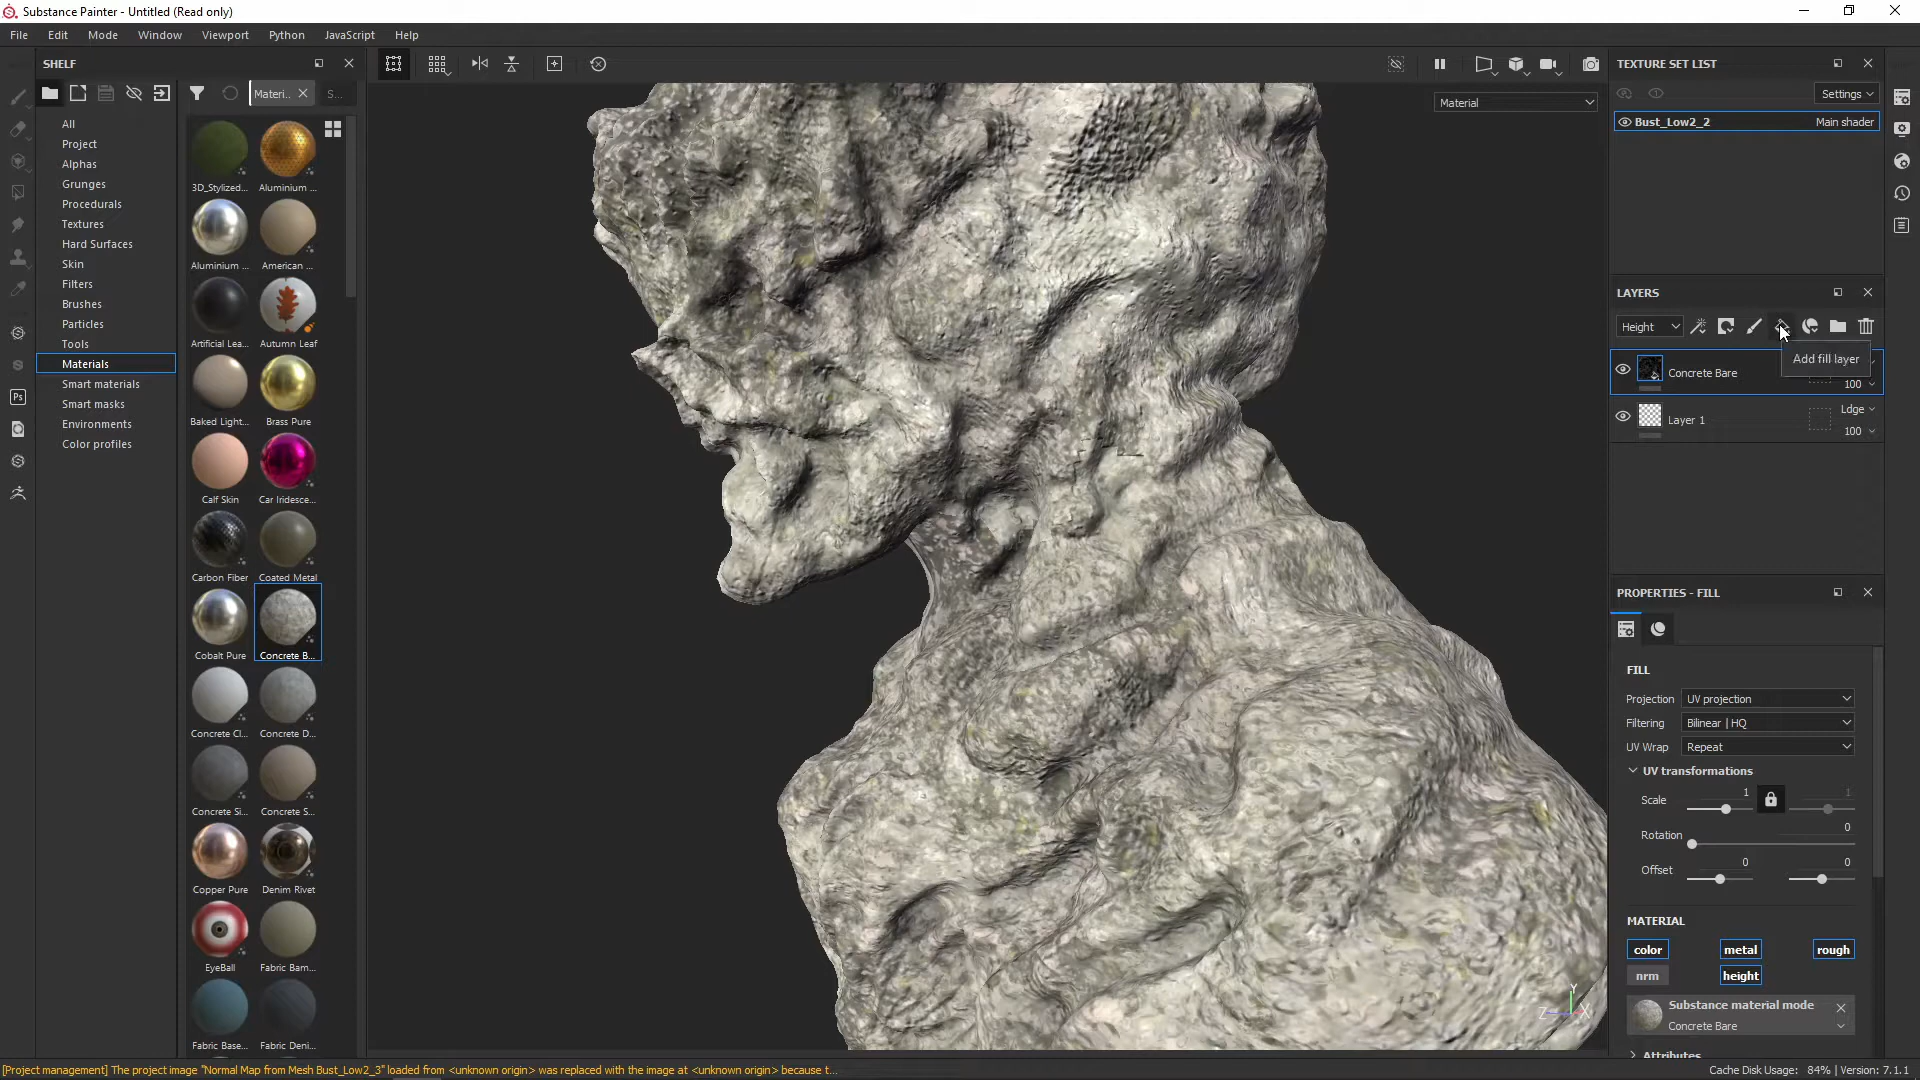 Substance Painter - Untitled (Read only)
File Edit Mode Window Viewport Python JavaScript Help
SHELF
Materi...
S...
All
Project
Alphas
Grunges
Procedurals
Textures
Hard Surfaces
Skin
Filters
Brushes
Particles
Tools
Materials
Smart materials
Smart masks
Environments
Color profiles
Ps
3D_Stylized... Aluminium ...
Aluminium ... American ...
Artificial Lea... Autumn Leaf
Baked Light... Brass Pure
Calf Skin Car Iridesce...
Carbon Fiber Coated Metal
Cobalt Pure Concrete B...
Concrete Cl... Concrete D...
Concrete Si... Concrete S...
Copper Pure Denim Rivet
EyeBall Fabric Bam...
Fabric Base... Fabric Deni...
Material
Y
Z X
TEXTURE SET LIST
Settings
Bust_Low2_2 Main shader
LAYERS
Height
Add fill layer
Concrete Bare
100
Layer 1
Ldge
100
PROPERTIES - FILL
FILL
Projection UV projection
Filtering Bilinear | HQ
UV Wrap Repeat
UV transformations
Scale 1 1
Rotation 0
Offset 0 0
MATERIAL
color metal rough
nrm height
Substance material mode
Concrete Bare
Attributes
[Project management] The project image "Normal Map from Mesh Bust_Low2_3" loaded from <unknown origin> was replaced with the image at <unknown origin> because t...
Cache Disk Usage: 84% | Version: 7.1.1